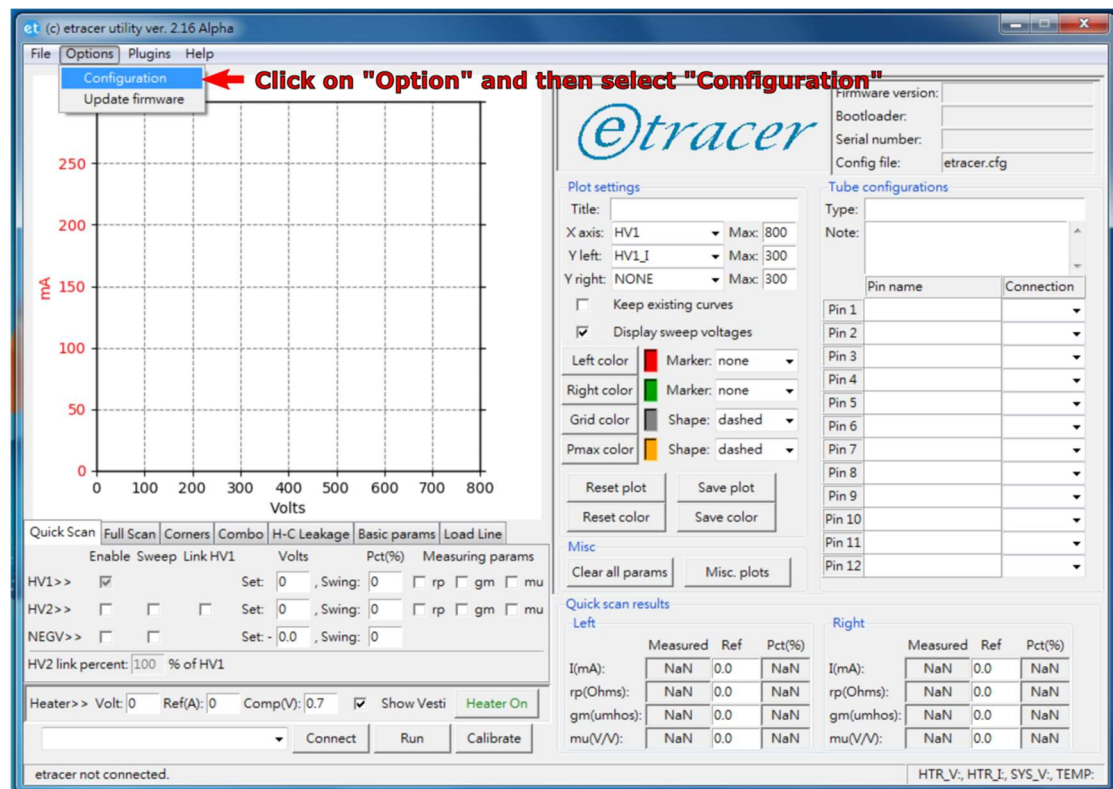 et (c) etracer utility ver. 2.16 Alpha
File Options Plugins Help
Configuration
Update firmware
Click on "Option" and then select "Configuration"
250
200
150
100
50
0
mA
0 100 200 300 400 500 600 700 800
Volts
etracer
Firmware version:
Bootloader:
Serial number:
Config file: etracer.cfg
Plot settings
Title:
X axis: HV1 Max: 800
Y left: HV1_I Max: 300
Y right: NONE Max: 300
Keep existing curves
Display sweep voltages
Left color Marker: none
Right color Marker: none
Grid color Shape: dashed
Pmax color Shape: dashed
Reset plot Save plot
Reset color Save color
Misc
Clear all params Misc. plots
Tube configurations
Type:
Note:
Pin name Connection
Pin 1
Pin 2
Pin 3
Pin 4
Pin 5
Pin 6
Pin 7
Pin 8
Pin 9
Pin 10
Pin 11
Pin 12
Quick Scan Full Scan Corners Combo H-C Leakage Basic params Load Line
Enable Sweep Link HV1 Volts Pct(%) Measuring params
HV1>> Set: 0 , Swing: 0 rp gm mu
HV2>> Set: 0 , Swing: 0 rp gm mu
NEGV>> Set: - 0.0 , Swing: 0
HV2 link percent: 100 % of HV1
Heater>> Volt: 0 Ref(A): 0 Comp(V): 0.7 Show Vesti Heater On
Connect Run Calibrate
Quick scan results
Left
Measured Ref Pct(%)
I(mA): NaN 0.0 NaN
rp(Ohms): NaN 0.0 NaN
gm(umhos): NaN 0.0 NaN
mu(V/V): NaN 0.0 NaN
Right
Measured Ref Pct(%)
I(mA): NaN 0.0 NaN
rp(Ohms): NaN 0.0 NaN
gm(umhos): NaN 0.0 NaN
mu(V/V): NaN 0.0 NaN
etracer not connected.
HTR_V:, HTR_I:, SYS_V:, TEMP: